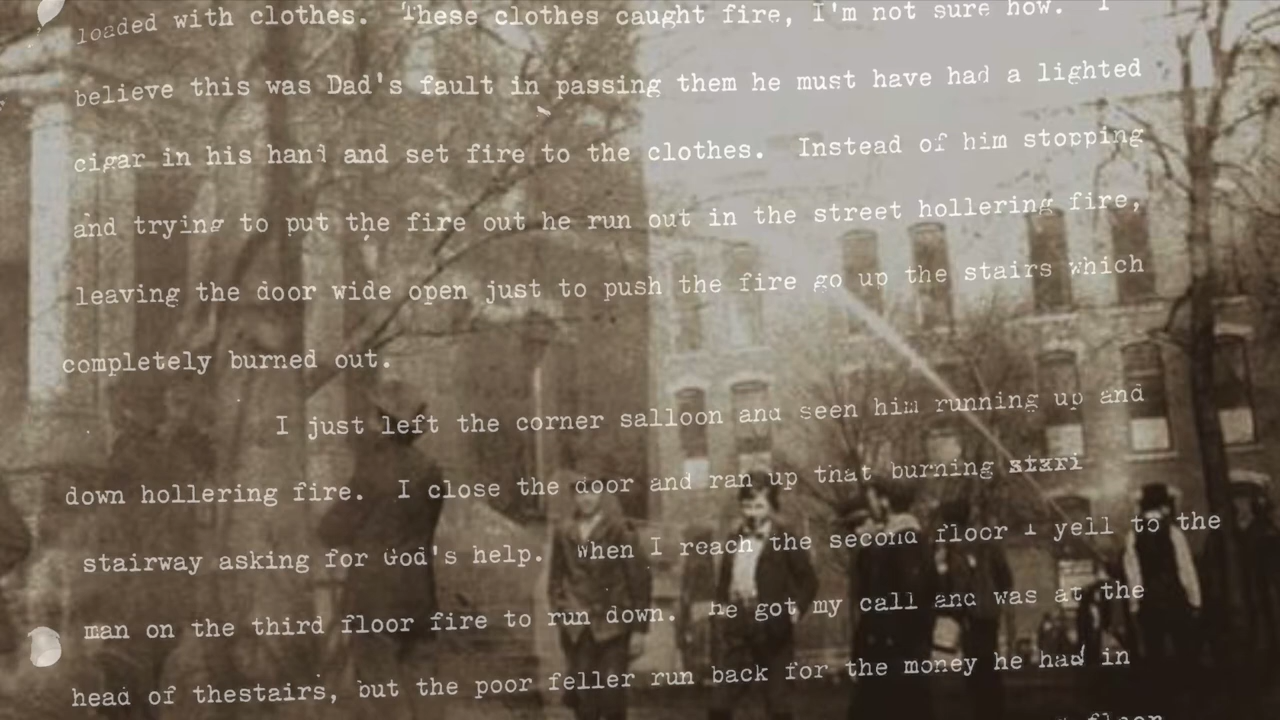 loaded with clothes. These clothes caught fire, I'm not sure how. I
believe this was Dad's fault in passing them he must have had a lighted
cigar in his hand and set fire to the clothes. Instead of him stopping
and trying to put the fire out he run out in the street hollering fire,
leaving the door wide open just to push the fire go up the stairs which
completely burned out.
I just left the corner salloon and seen him running up and
down hollering fire. I close the door and ran up that burning stari
stairway asking for God's help. When I reach the second floor I yell to the
man on the third floor fire to run down. he got my call and was at the
head of thestairs, but the poor feller run back for the money he had in
floor